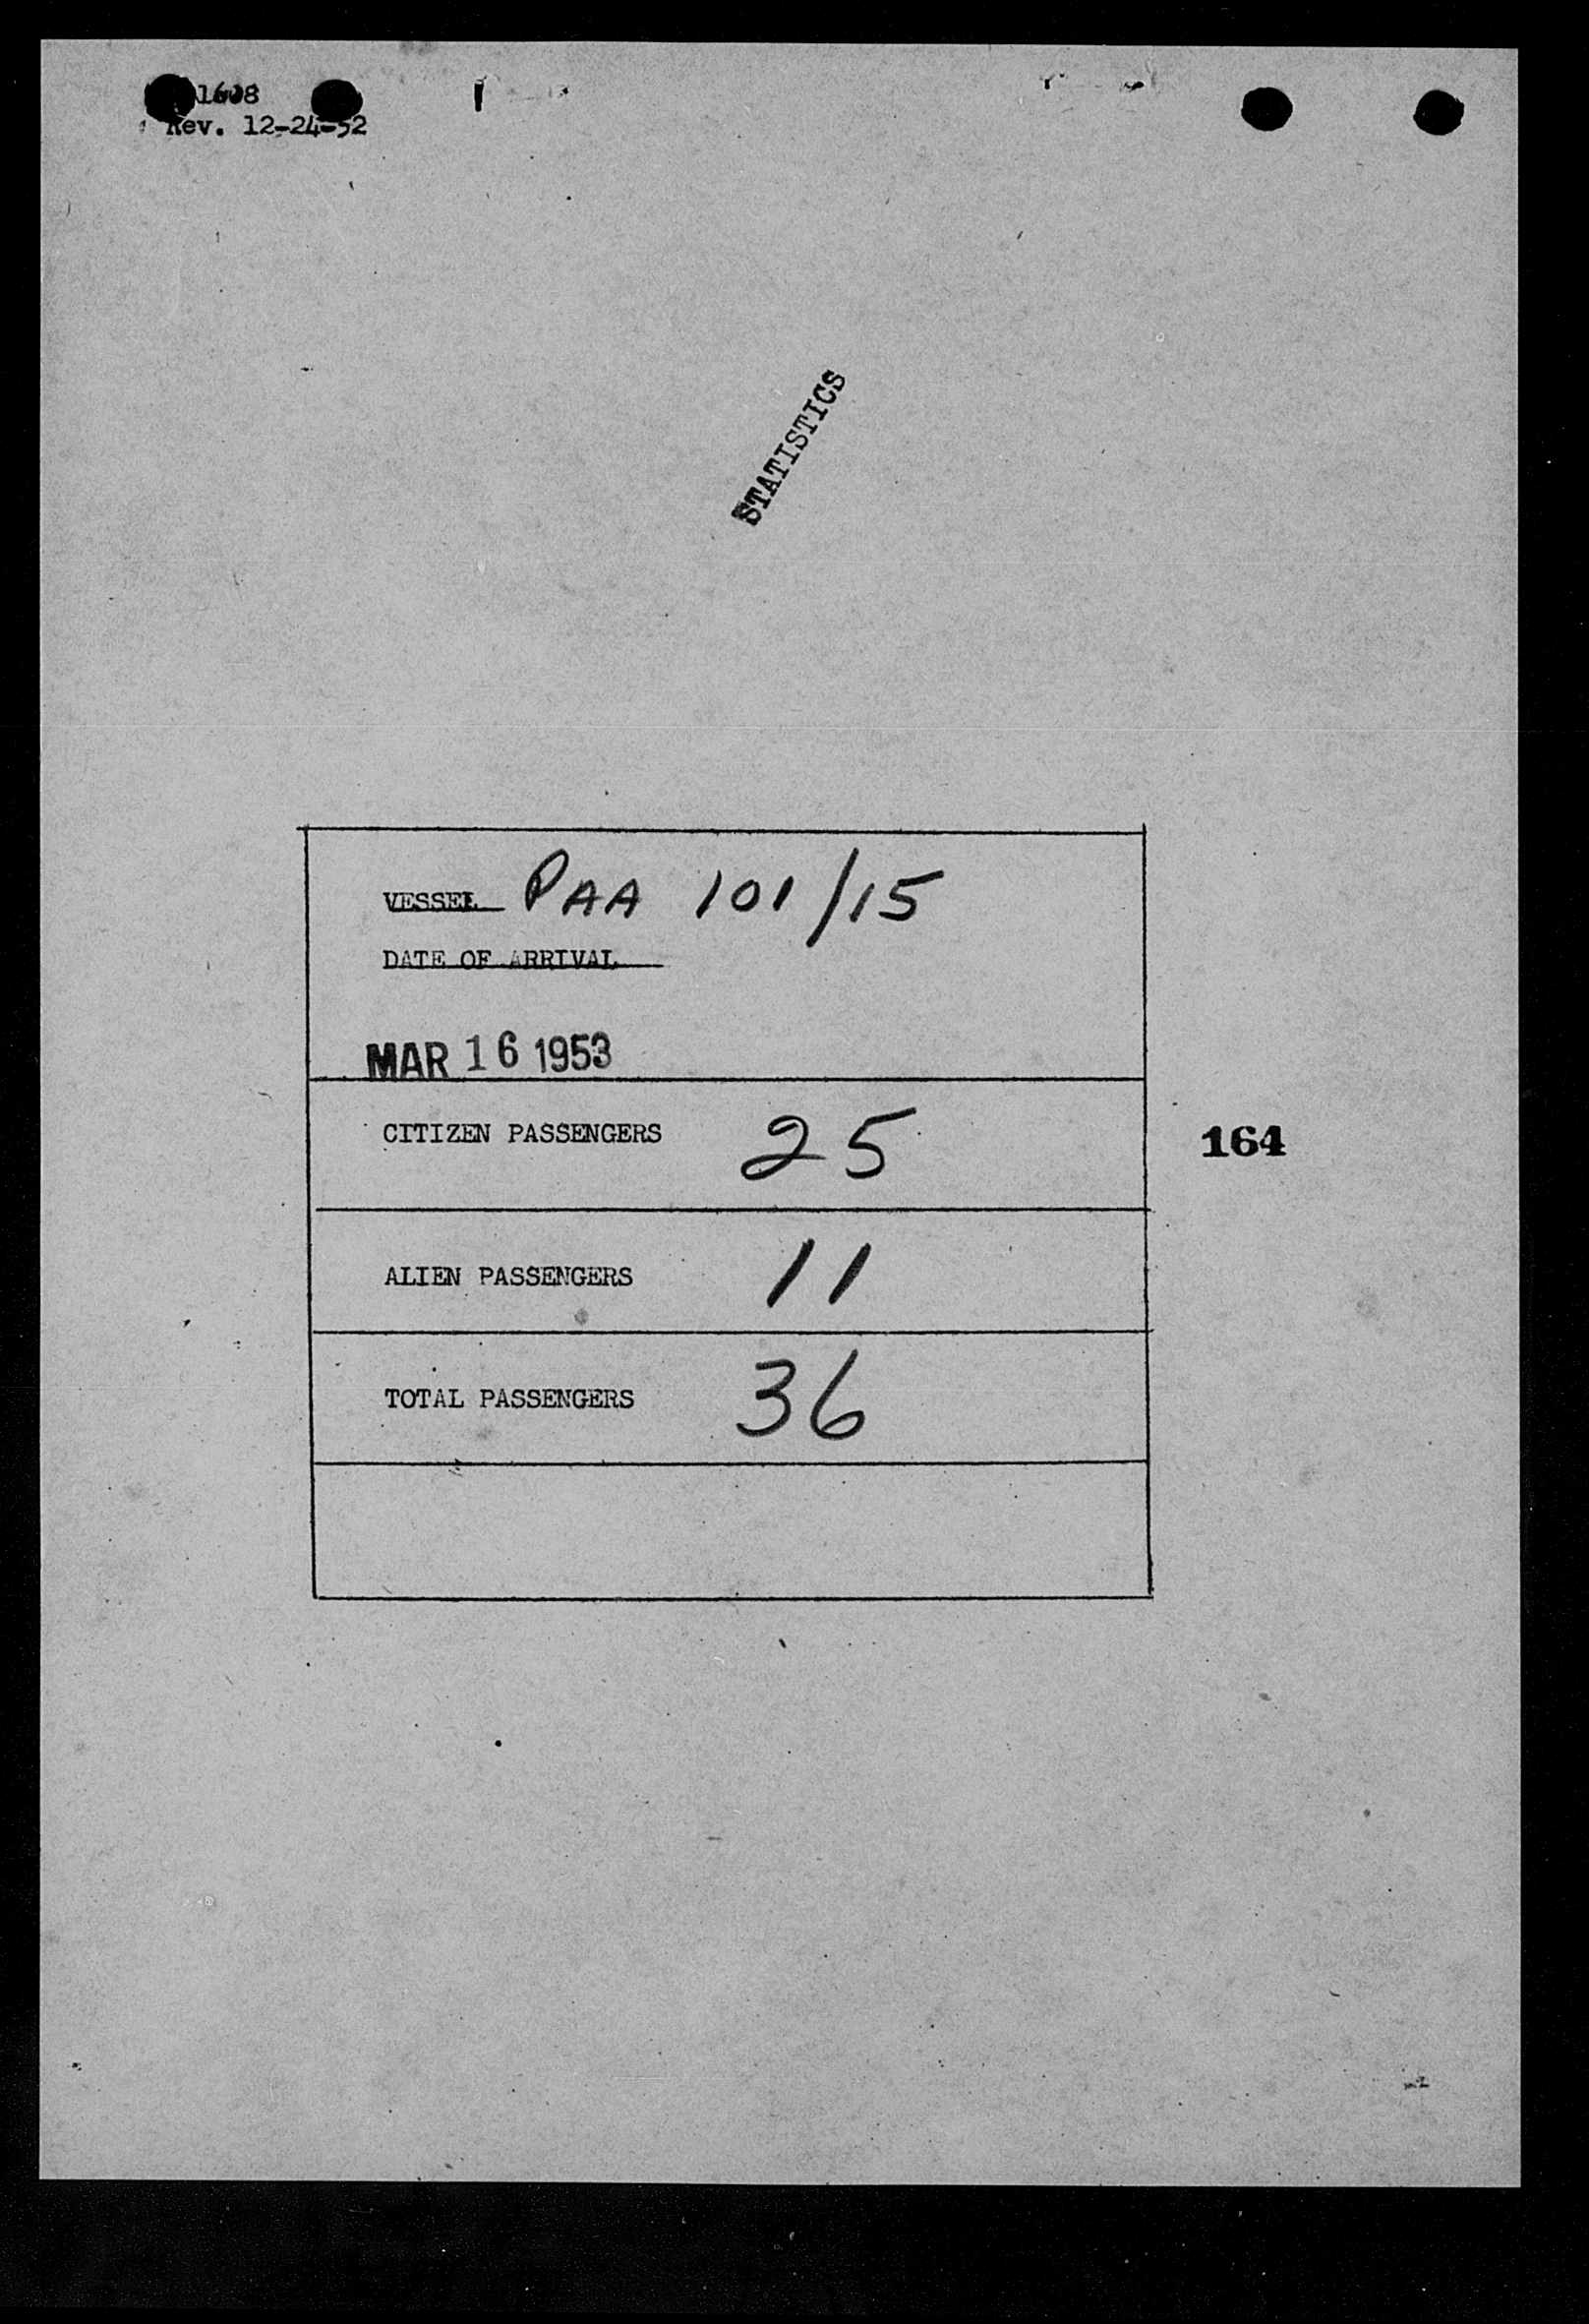 1608
Rev. 12-24-52
STATISTICS
VESSEL PAA 101/15
DATE OF ARRIVAL
MAR 16 1953
CITIZEN PASSENGERS 25
164
ALIEN PASSENGERS 11
TOTAL PASSENGERS 36